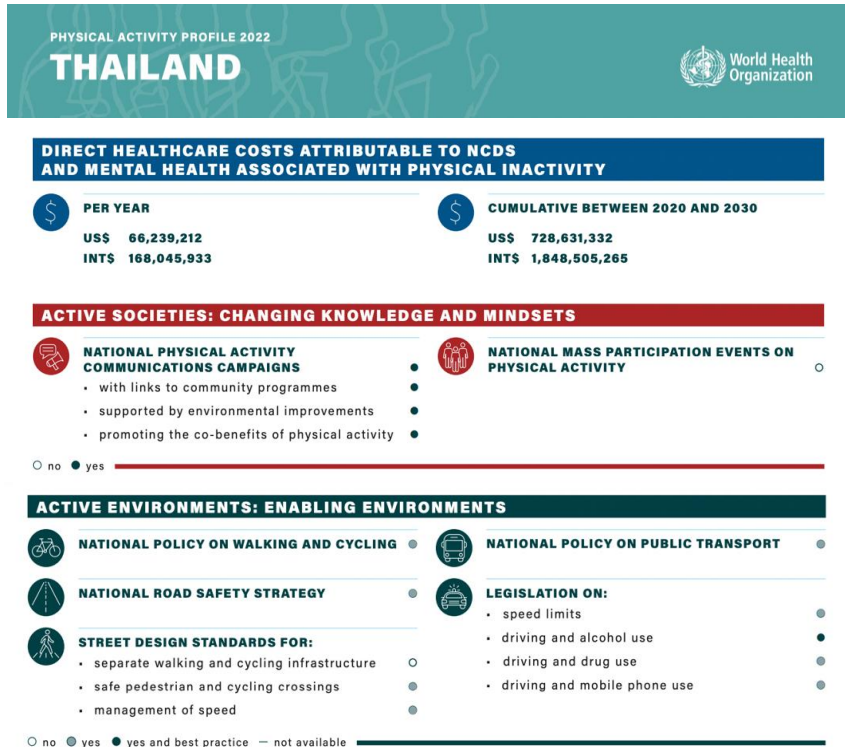 PHYSICAL ACTIVITY PROFILE 2022
THAILAND
World Health
Organization
DIRECT HEALTHCARE COSTS ATTRIBUTABLE TO NCDS
AND MENTAL HEALTH ASSOCIATED WITH PHYSICAL INACTIVITY
$
PER YEAR
US$ 66,239,212
INT$ 168,045,933
$
CUMULATIVE BETWEEN 2020 AND 2030
US$ 728,631,332
INT$ 1,848,505,265
ACTIVE SOCIETIES: CHANGING KNOWLEDGE AND MINDSETS
NATIONAL PHYSICAL ACTIVITY
COMMUNICATIONS CAMPAIGNS
• with links to community programmes
• supported by environmental improvements
• promoting the co-benefits of physical activity
NATIONAL MASS PARTICIPATION EVENTS ON
PHYSICAL ACTIVITY
no yes
ACTIVE ENVIRONMENTS: ENABLING ENVIRONMENTS
NATIONAL POLICY ON WALKING AND CYCLING
NATIONAL ROAD SAFETY STRATEGY
STREET DESIGN STANDARDS FOR:
• separate walking and cycling infrastructure
• safe pedestrian and cycling crossings
• management of speed
NATIONAL POLICY ON PUBLIC TRANSPORT
LEGISLATION ON:
• speed limits
• driving and alcohol use
• driving and drug use
• driving and mobile phone use
no yes yes and best practice — not available